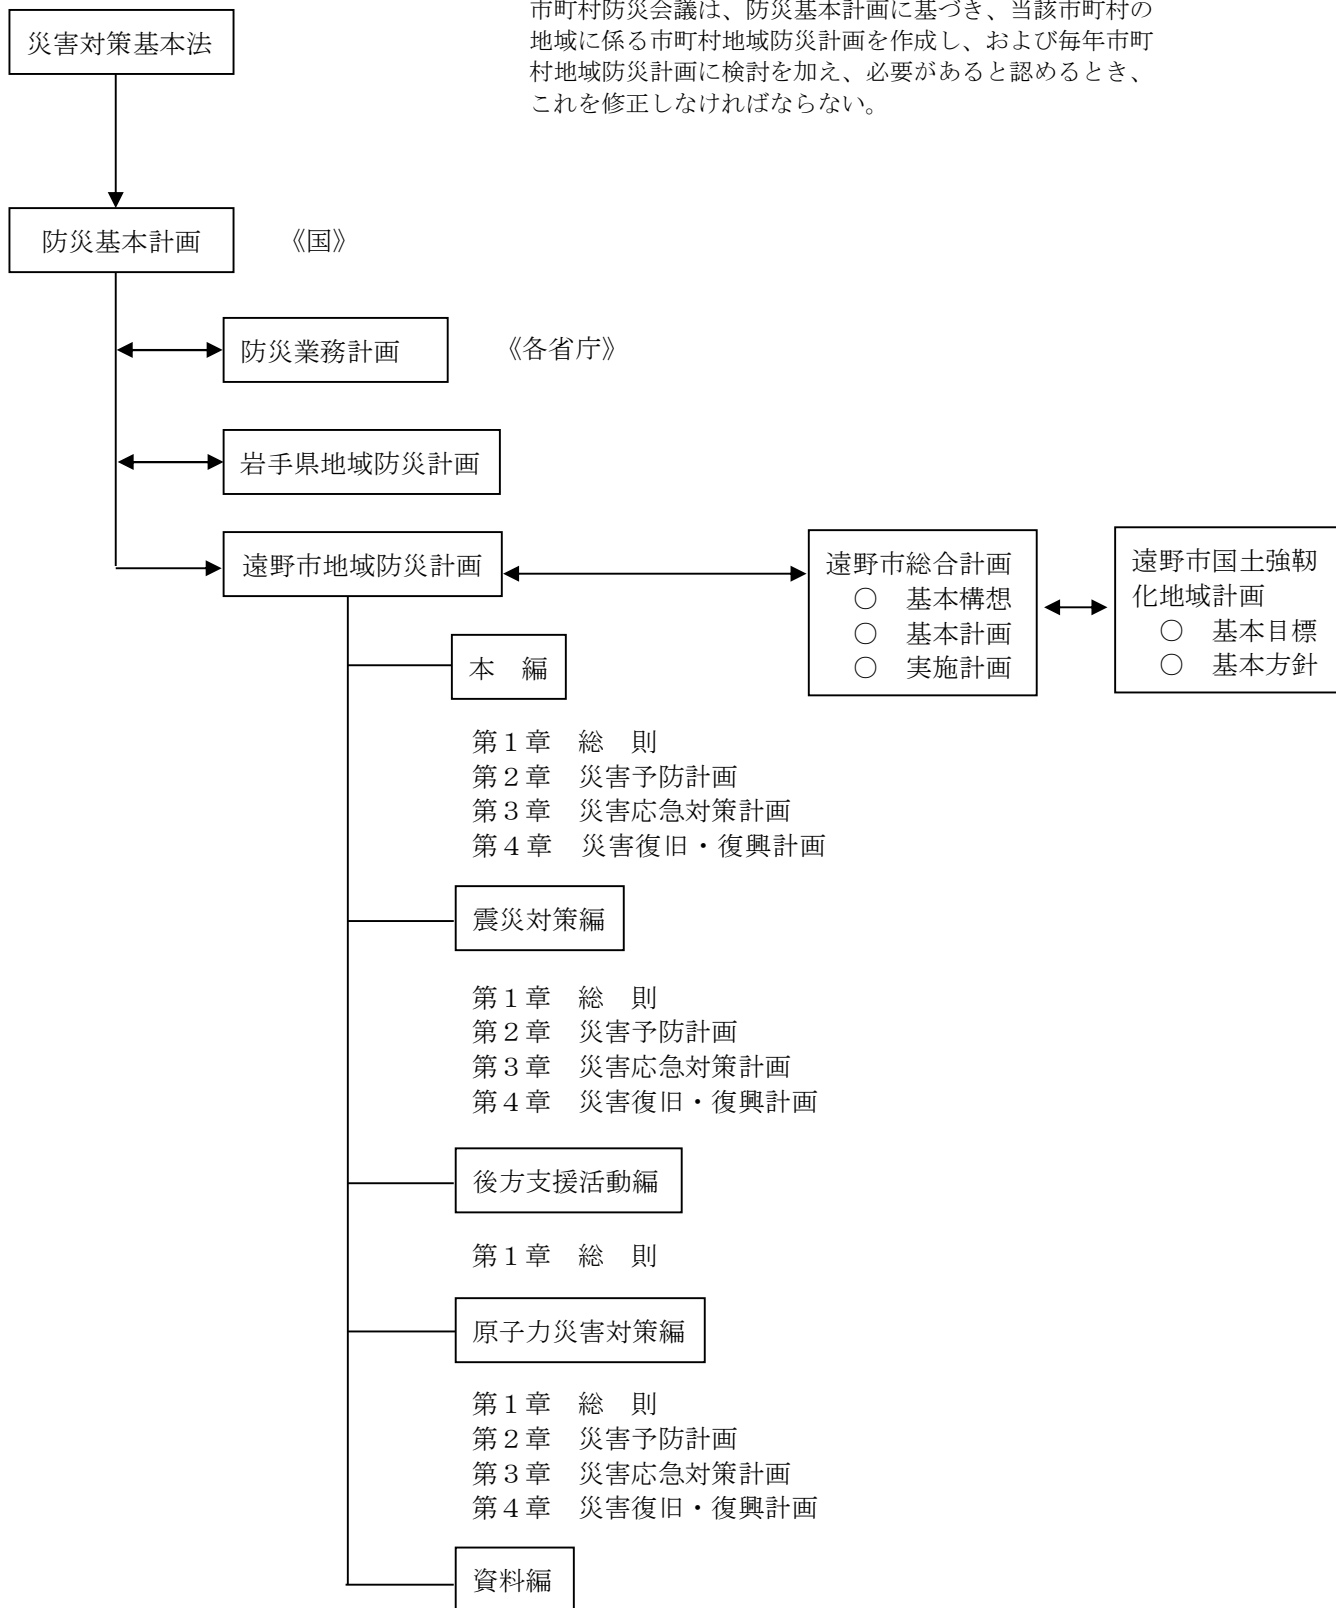 市町村防災会議は、防災基本計画に基づき、当該市町村の
地域に係る市町村地域防災計画を作成し、および毎年市町
村地域防災計画に検討を加え、必要があると認めるとき、
これを修正しなければならない。
災害対策基本法
防災基本計画 《国》
防災業務計画 《各省庁》
岩手県地域防災計画
遠野市地域防災計画
遠野市総合計画
○ 基本構想
○ 基本計画
○ 実施計画
遠野市国土強靱
化地域計画
○ 基本目標
○ 基本方針
本 編
第1章 総 則
第2章 災害予防計画
第3章 災害応急対策計画
第4章 災害復旧・復興計画
震災対策編
第1章 総 則
第2章 災害予防計画
第3章 災害応急対策計画
第4章 災害復旧・復興計画
後方支援活動編
第1章 総 則
原子力災害対策編
第1章 総 則
第2章 災害予防計画
第3章 災害応急対策計画
第4章 災害復旧・復興計画
資料編